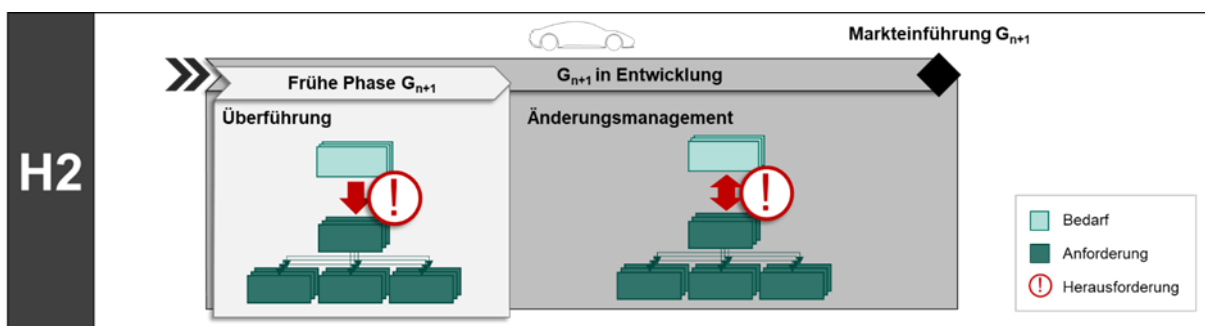 H2
Markteinführung Gn+1
Frühe Phase Gn+1
Gn+1 in Entwicklung
Überführung
Änderungsmanagement
!
!
Bedarf
Anforderung
! Herausforderung